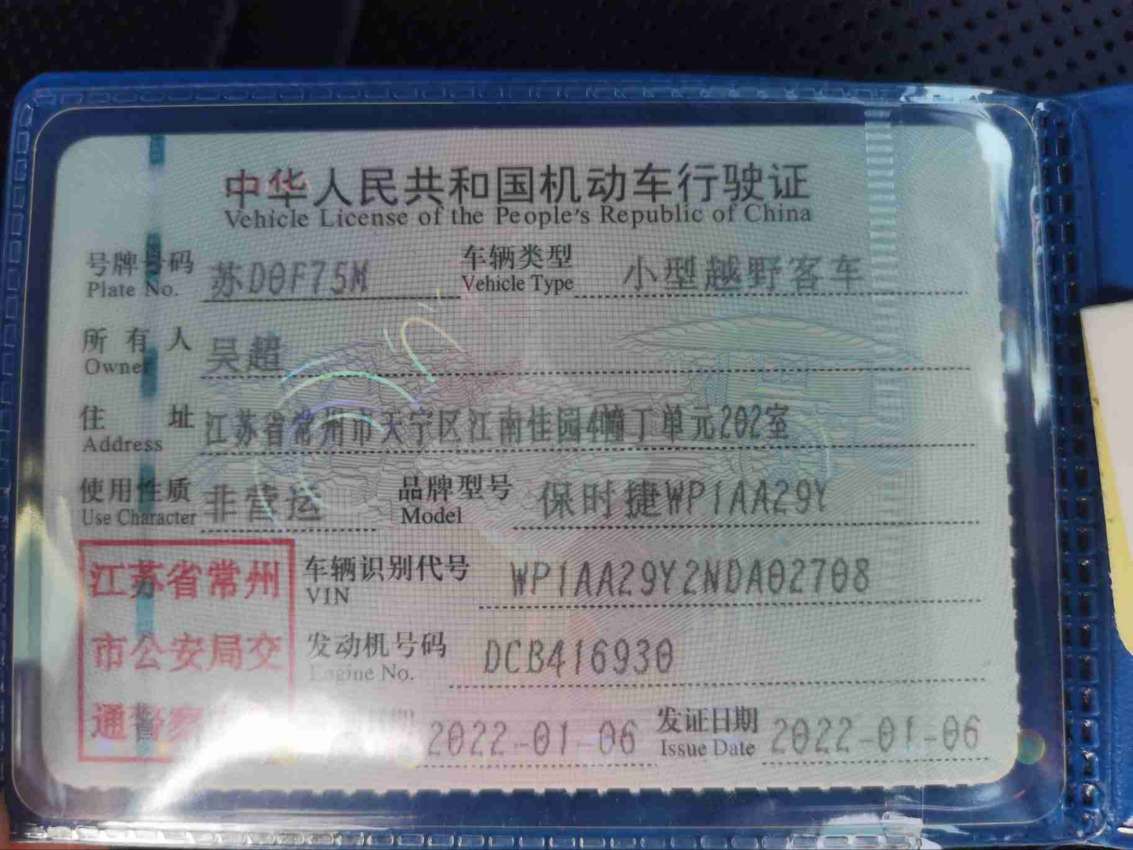 中华人民共和国机动车行驶证
Vehicle License of the People's Republic of China
号牌号码 苏D0F75M 车辆类型 小型越野客车
Plate No. Vehicle Type
所有人 吴超
Owner
住址 江苏省常州市天宁区江南佳园4幢丁单元202室
Address
使用性质 非营运 品牌型号 保时捷WP1AA29Y
Use Character Model
江苏省常州 车辆识别代号 WP1AA29Y2NDA02708
VIN
市公安局交 发动机号码 DCB416930
Engine No.
通警察 日期 2022-01-06 发证日期 2022-01-06
Issue Date